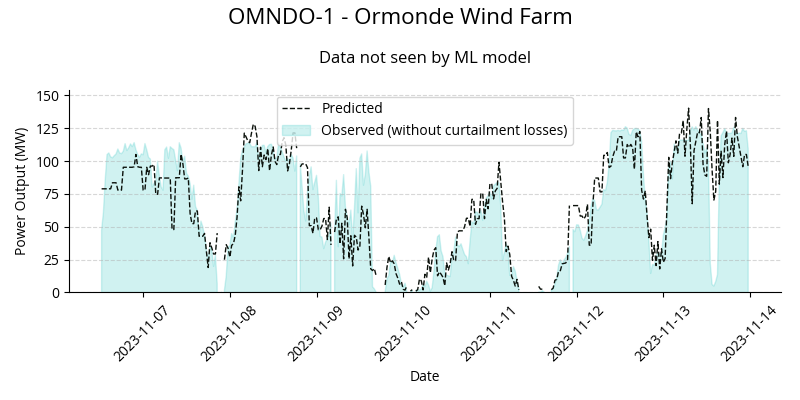 OMNDO-1 - Ormonde Wind Farm
Data not seen by ML model
Predicted
Observed (without curtailment losses)
Power Output (MW)
150
125
100
75
50
25
0
2023-11-07
2023-11-08
2023-11-09
2023-11-10
2023-11-11
2023-11-12
2023-11-13
2023-11-14
Date